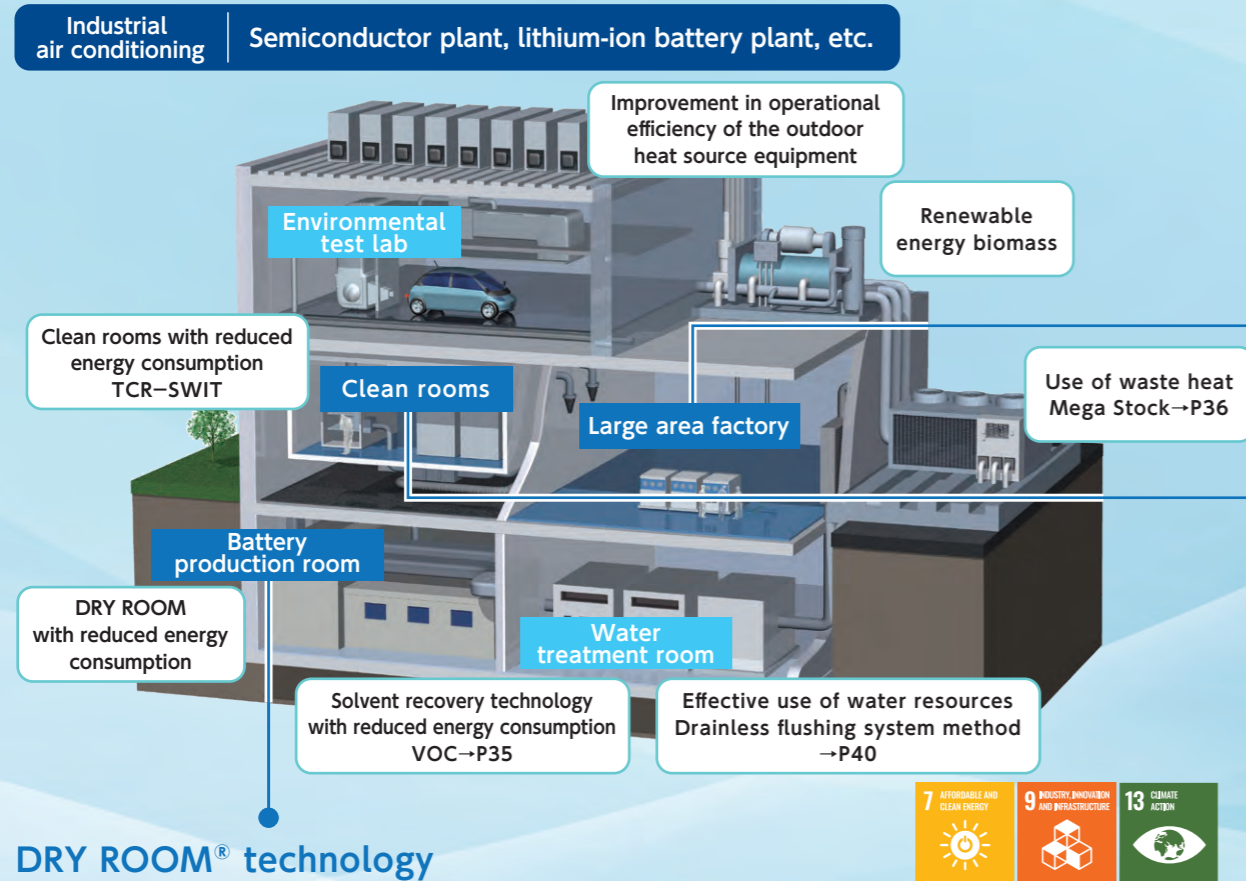 Industrial
air conditioning
Semiconductor plant, lithium-ion battery plant, etc.
Improvement in operational
efficiency of the outdoor
heat source equipment
Environmental
test lab
Renewable
energy biomass
Clean rooms with reduced
energy consumption
TCR–SWIT
Clean rooms
Large area factory
Use of waste heat
Mega Stock→P36
Battery
production room
DRY ROOM
with reduced energy
consumption
Water
treatment room
Solvent recovery technology
with reduced energy consumption
VOC→P35
Effective use of water resources
Drainless flushing system method
→P40
7 AFFORDABLE AND
CLEAN ENERGY
9 INDUSTRY, INNOVATION
AND INFRASTRUCTURE
13 CLIMATE
ACTION
DRY ROOM® technology